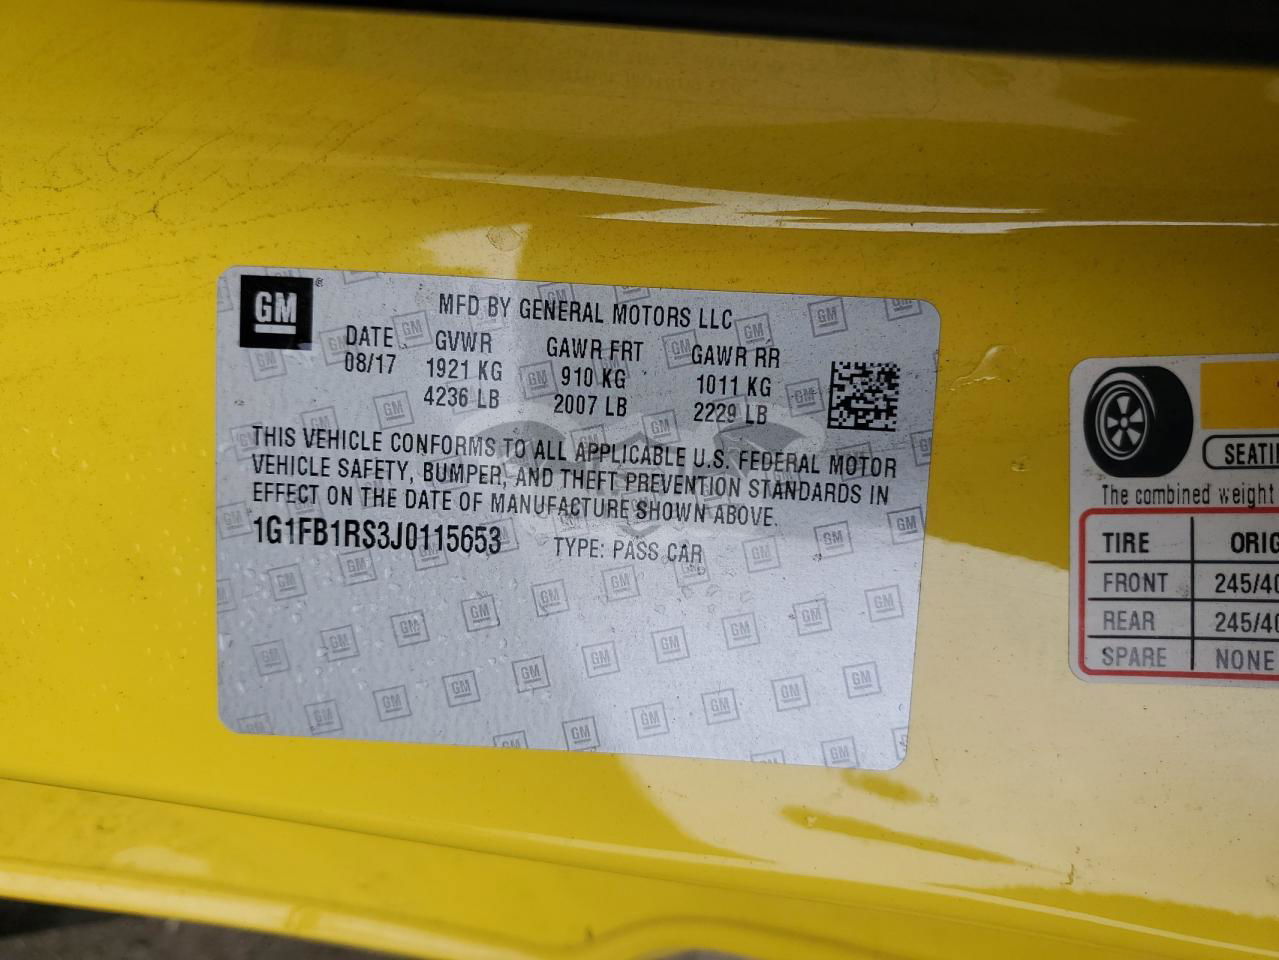 GM ®
MFD BY GENERAL MOTORS LLC
DATE GVWR GAWR FRT GAWR RR
08/17 1921 KG 910 KG 1011 KG
4236 LB 2007 LB 2229 LB
THIS VEHICLE CONFORMS TO ALL APPLICABLE U.S. FEDERAL MOTOR
VEHICLE SAFETY, BUMPER, AND THEFT PREVENTION STANDARDS IN
EFFECT ON THE DATE OF MANUFACTURE SHOWN ABOVE.
1G1FB1RS3J0115653 TYPE: PASS CAR
SEATI
The combined weight
TIRE ORIG
FRONT 245/40
REAR 245/40
SPARE NONE